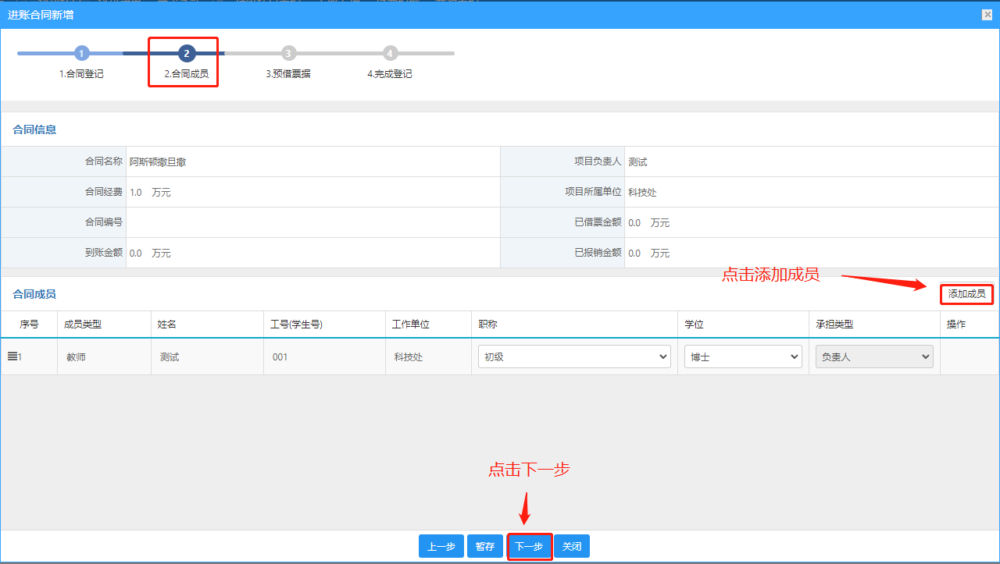 进账合同新增
1 2 3 4
1.合同登记 2.合同成员 3.预借票据 4.完成登记
合同信息
合同名称 阿斯顿撒旦撒 项目负责人 测试
合同经费 1.0 万元 项目所属单位 科技处
合同编号 已借票金额 0.0 万元
到账金额 0.0 万元 已报销金额 0.0 万元
点击添加成员
合同成员 添加成员
序号 成员类型 姓名 工号(学生号) 工作单位 职称 学位 承担类型 操作
1 教师 测试 001 科技处 初级 博士 负责人
点击下一步
上一步 暂存 下一步 关闭